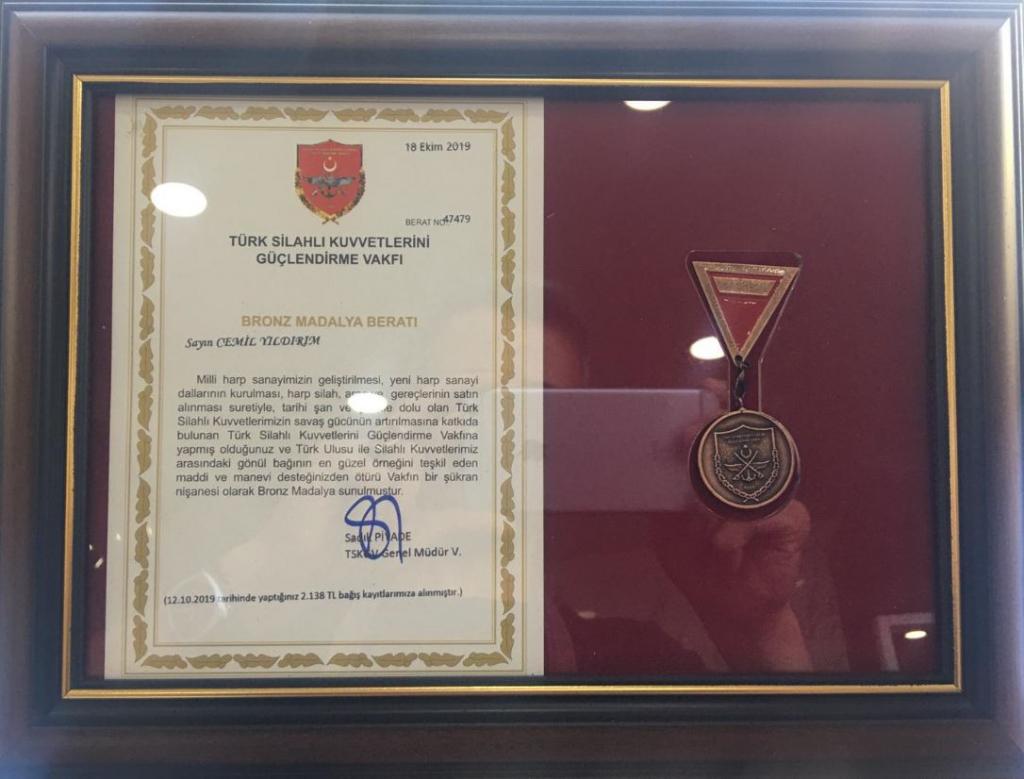 18 Ekim 2019
BERAT NO: 47479
TÜRK SİLAHLI KUVVETLERİNİ
GÜÇLENDİRME VAKFI
BRONZ MADALYA BERATI
Sayın CEMİL YILDIRIM
Milli harp sanayimizin geliştirilmesi, yeni harp sanayi
dallarının kurulması, harp silah, gereçlerinin satın
alınması suretiyle, tarihi şan ve dolu olan Türk
Silahlı Kuvvetlerimizin savaş gücünün artırılmasına katkıda
bulunan Türk Silahlı Kuvvetlerini Güçlendirme Vakfına
yapmış olduğunuz ve Türk Ulusu ile Silahlı Kuvvetlerimiz
arasındaki gönül bağının en güzel örneğini teşkil eden
maddi ve manevi desteğinizden ötürü Vakfın bir şükran
nişanesi olarak Bronz Madalya sunulmuştur.
Sadık PİYADE
TSKGV Genel Müdür V.
(12.10.2019 tarihinde yaptığınız 2.138 TL bağış kayıtlarımıza alınmıştır.)